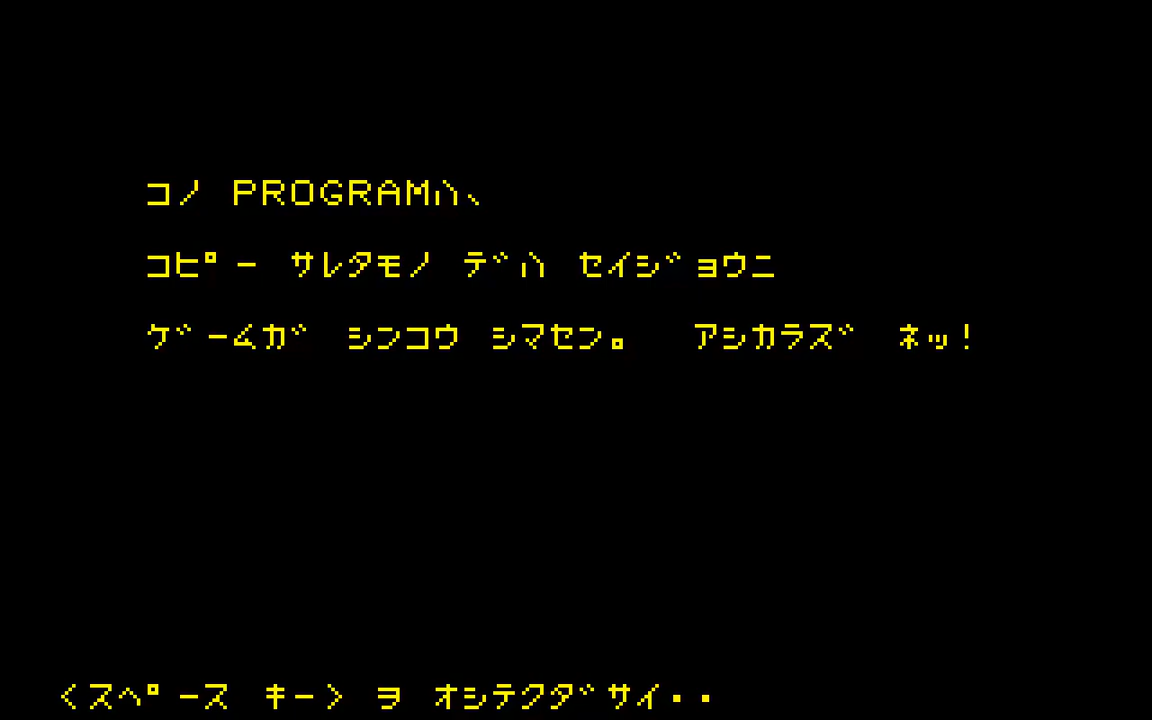 コノ PROGRAMハ、
コピー サレタモノ デハ セイジョウニ
ゲームガ シンコウ シマセン。 アシカラズ ネッ!
<スペース キー> ヲ オシテクダサイ・・